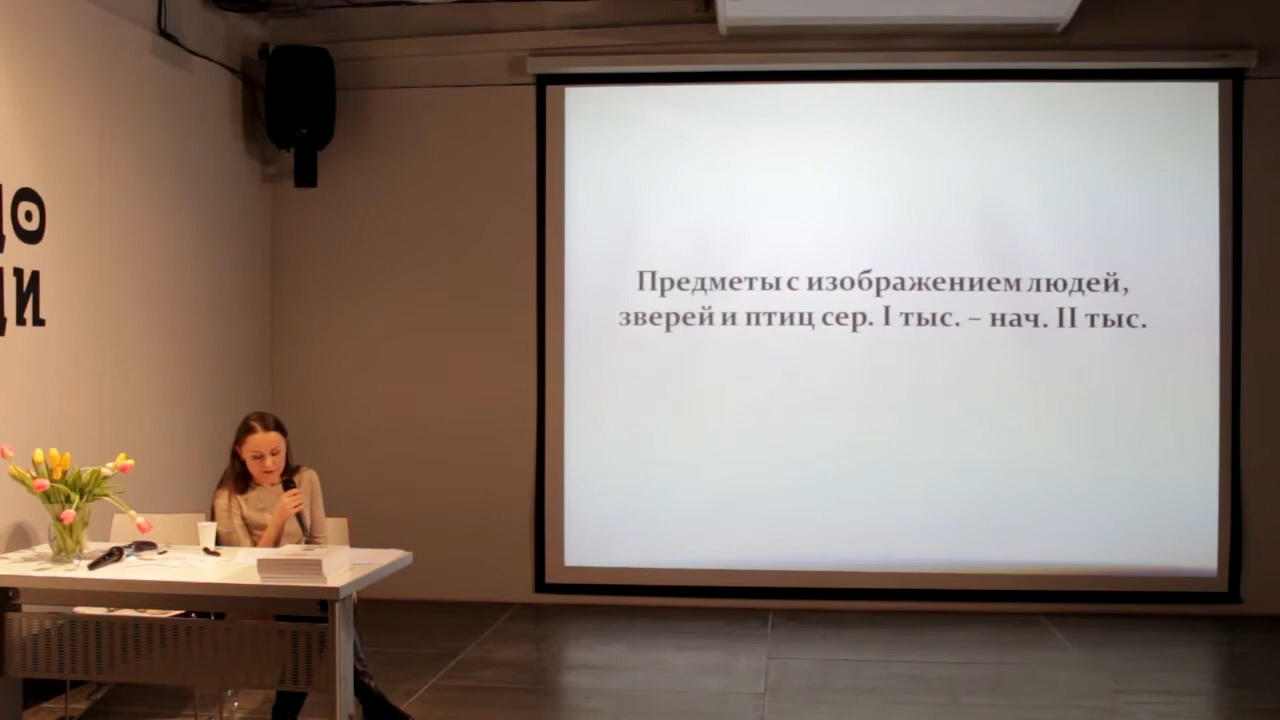 Предметы с изображением людей,
зверей и птиц сер. I тыс. – нач. II тыс.